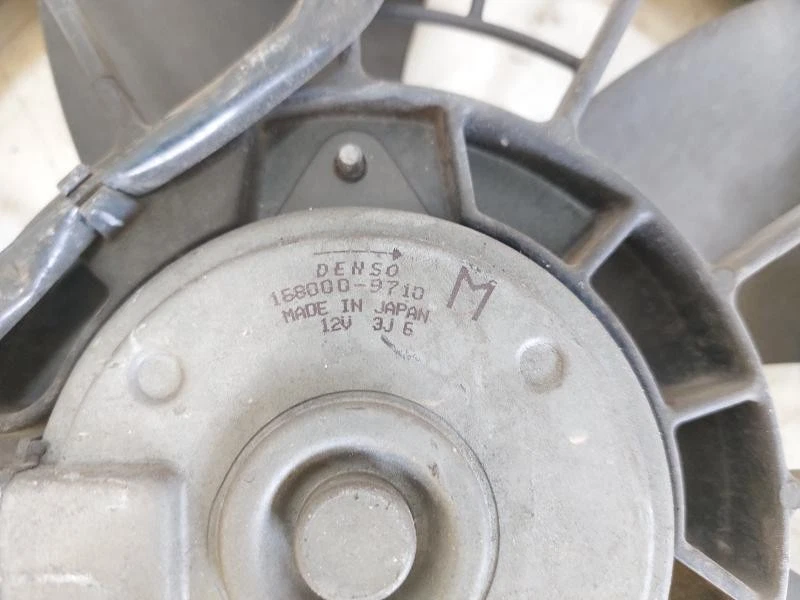 DENSO
168000-9710 M
MADE IN JAPAN
12V 3J 6